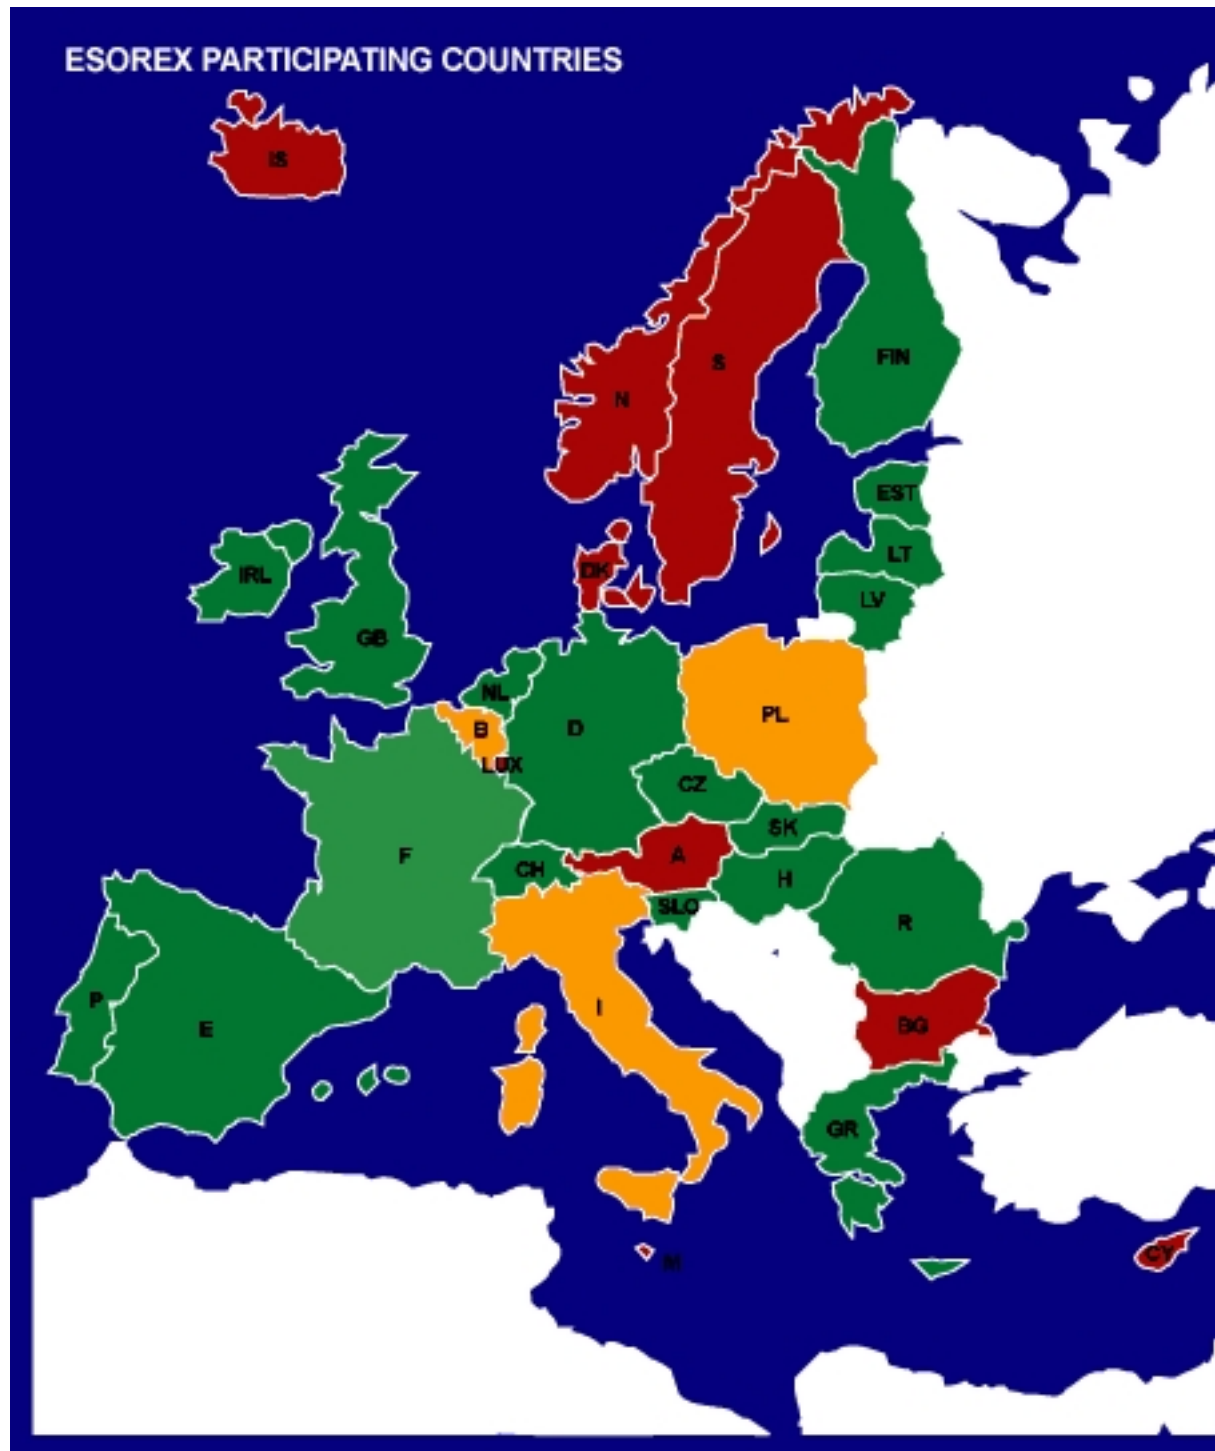 ESOREX PARTICIPATING COUNTRIES
IS
FIN
S
N
EST
LT
DK
IRL
LV
GB
NL
PL
B
D
LUX
CZ
SK
F
A
CH
H
SLO
R
P
I
E
BG
GR
CY
M